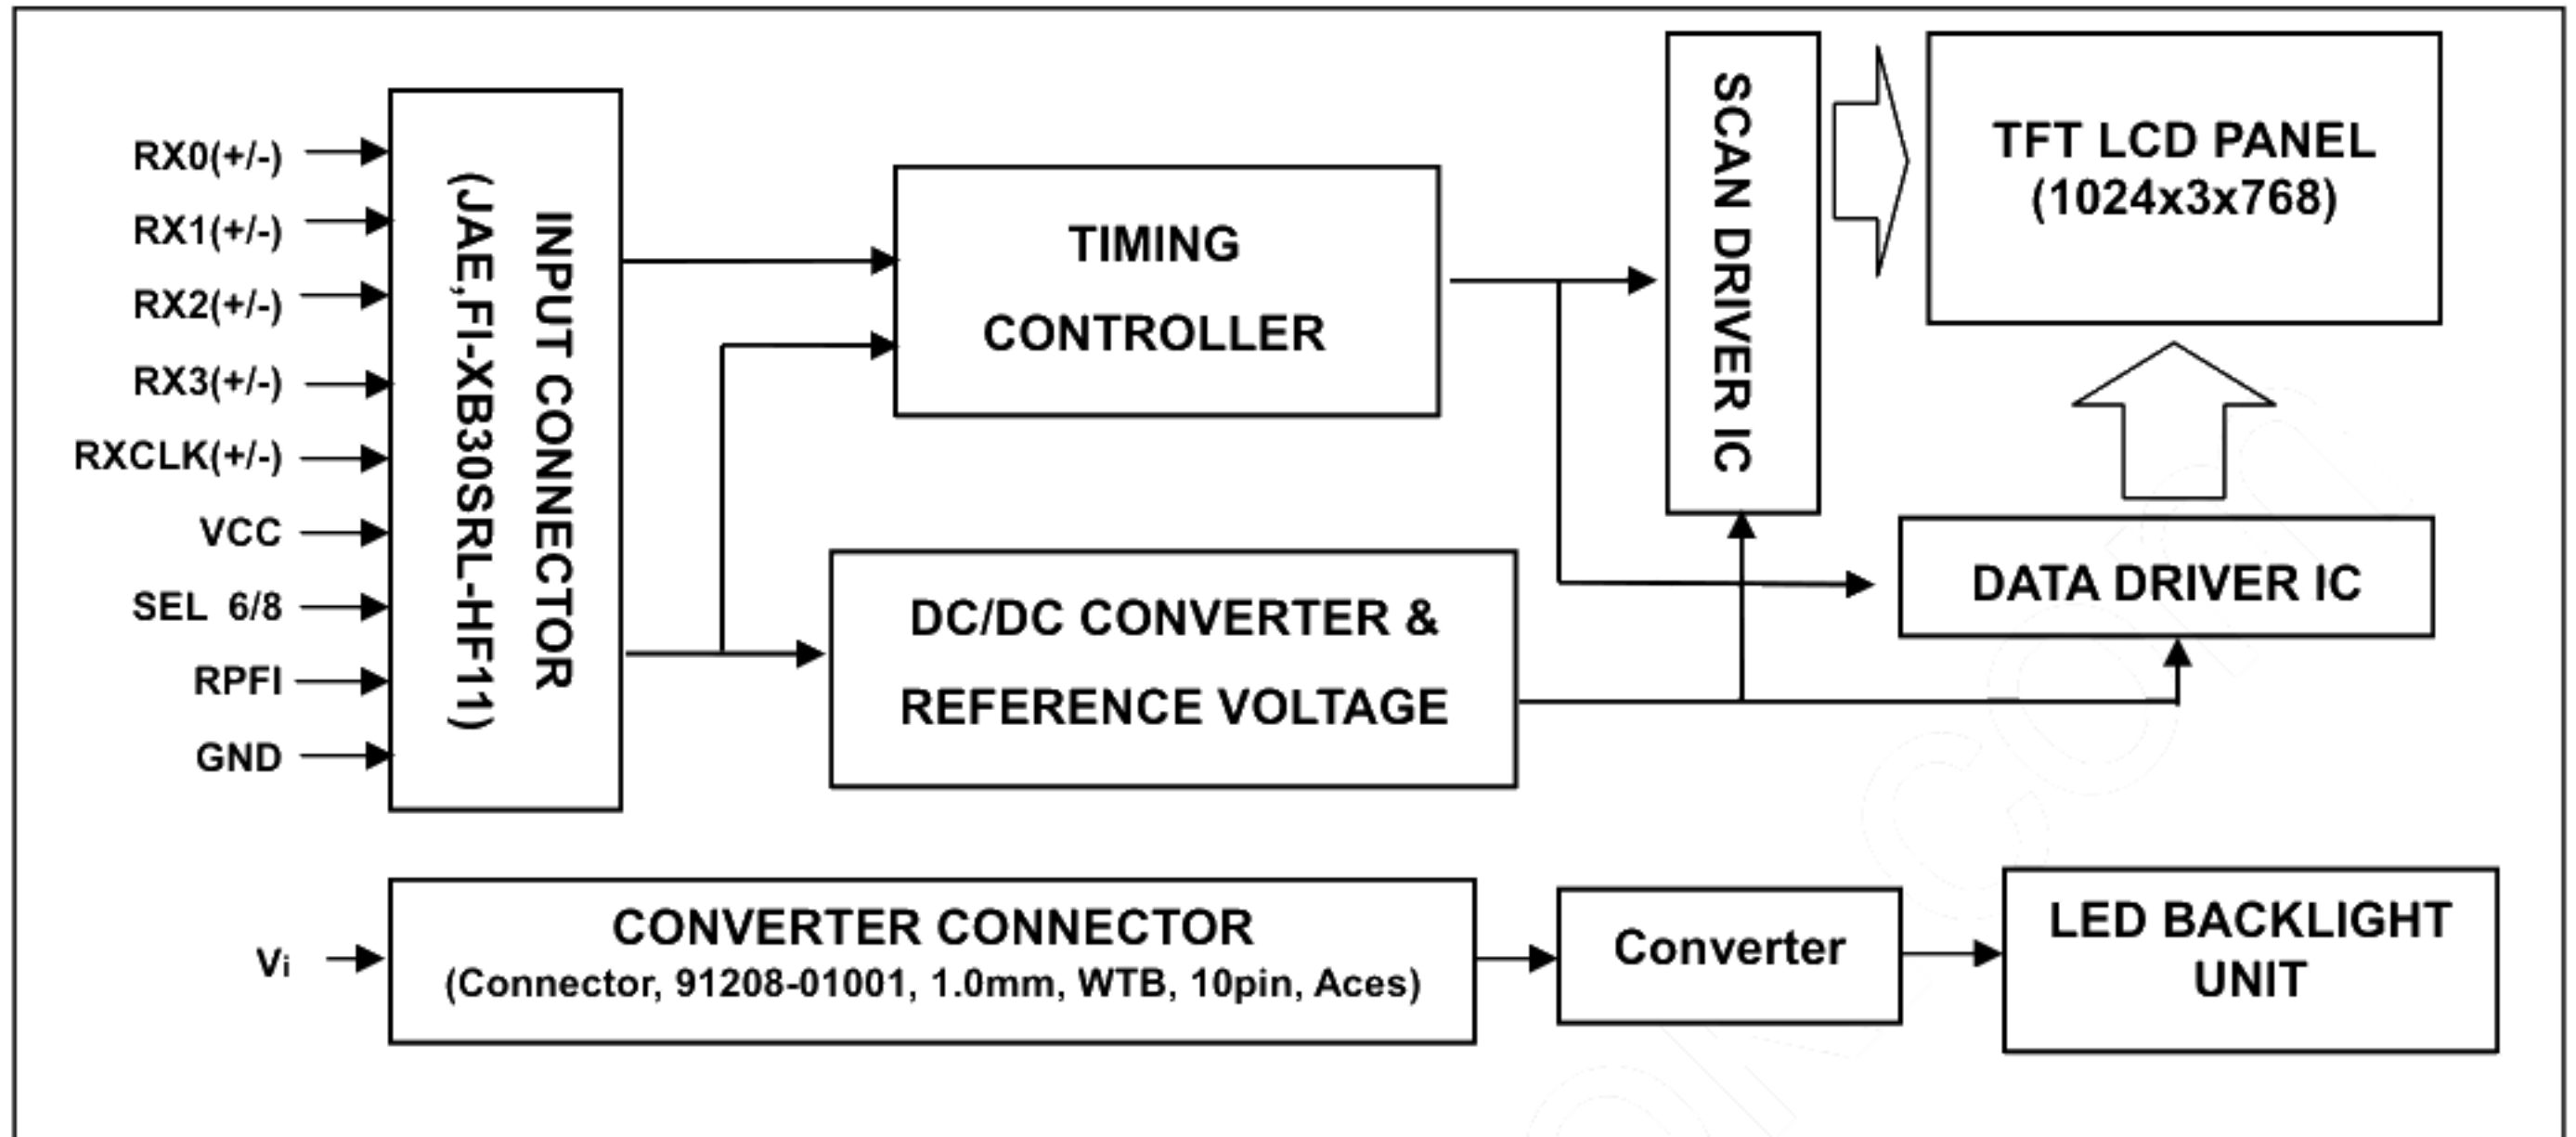 RX0(+/-)
RX1(+/-)
RX2(+/-)
RX3(+/-)
RXCLK(+/-)
VCC
SEL 6/8
RPFI
GND
INPUT CONNECTOR
(JAE,FI-XB30SRL-HF11)
TIMING
CONTROLLER
DC/DC CONVERTER &
REFERENCE VOLTAGE
SCAN DRIVER IC
TFT LCD PANEL
(1024x3x768)
DATA DRIVER IC
Vi
CONVERTER CONNECTOR
(Connector, 91208-01001, 1.0mm, WTB, 10pin, Aces)
Converter
LED BACKLIGHT
UNIT